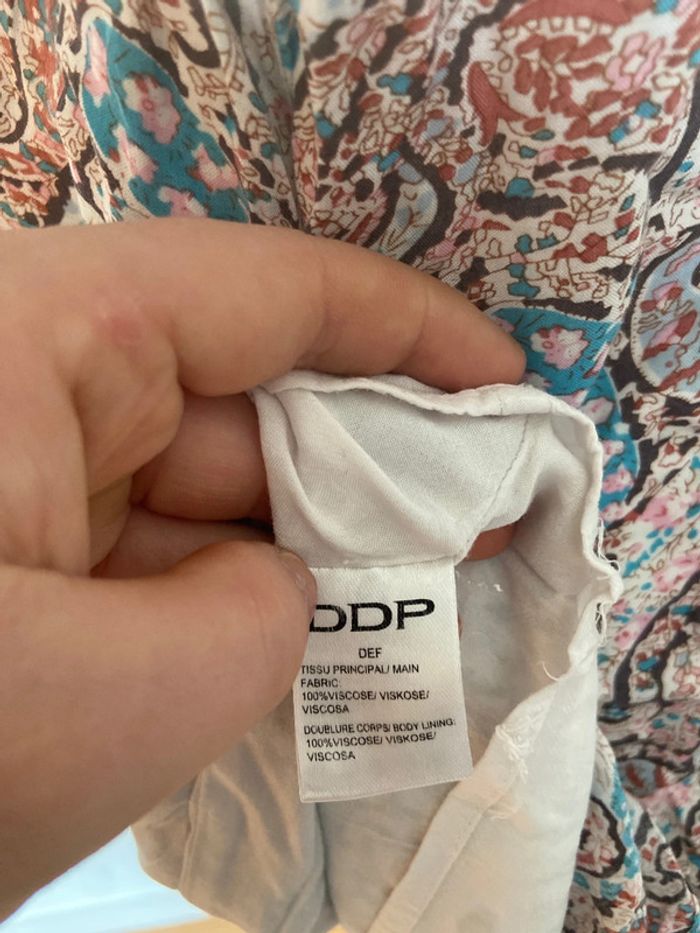 DDP
DEF
TISSU PRINCIPAL/ MAIN
FABRIC:
100%VISCOSE/ VISKOSE/
VISCOSA
DOUBLURE CORPS/ BODY LINING:
100%VISCOSE/ VISKOSE/
VISCOSA